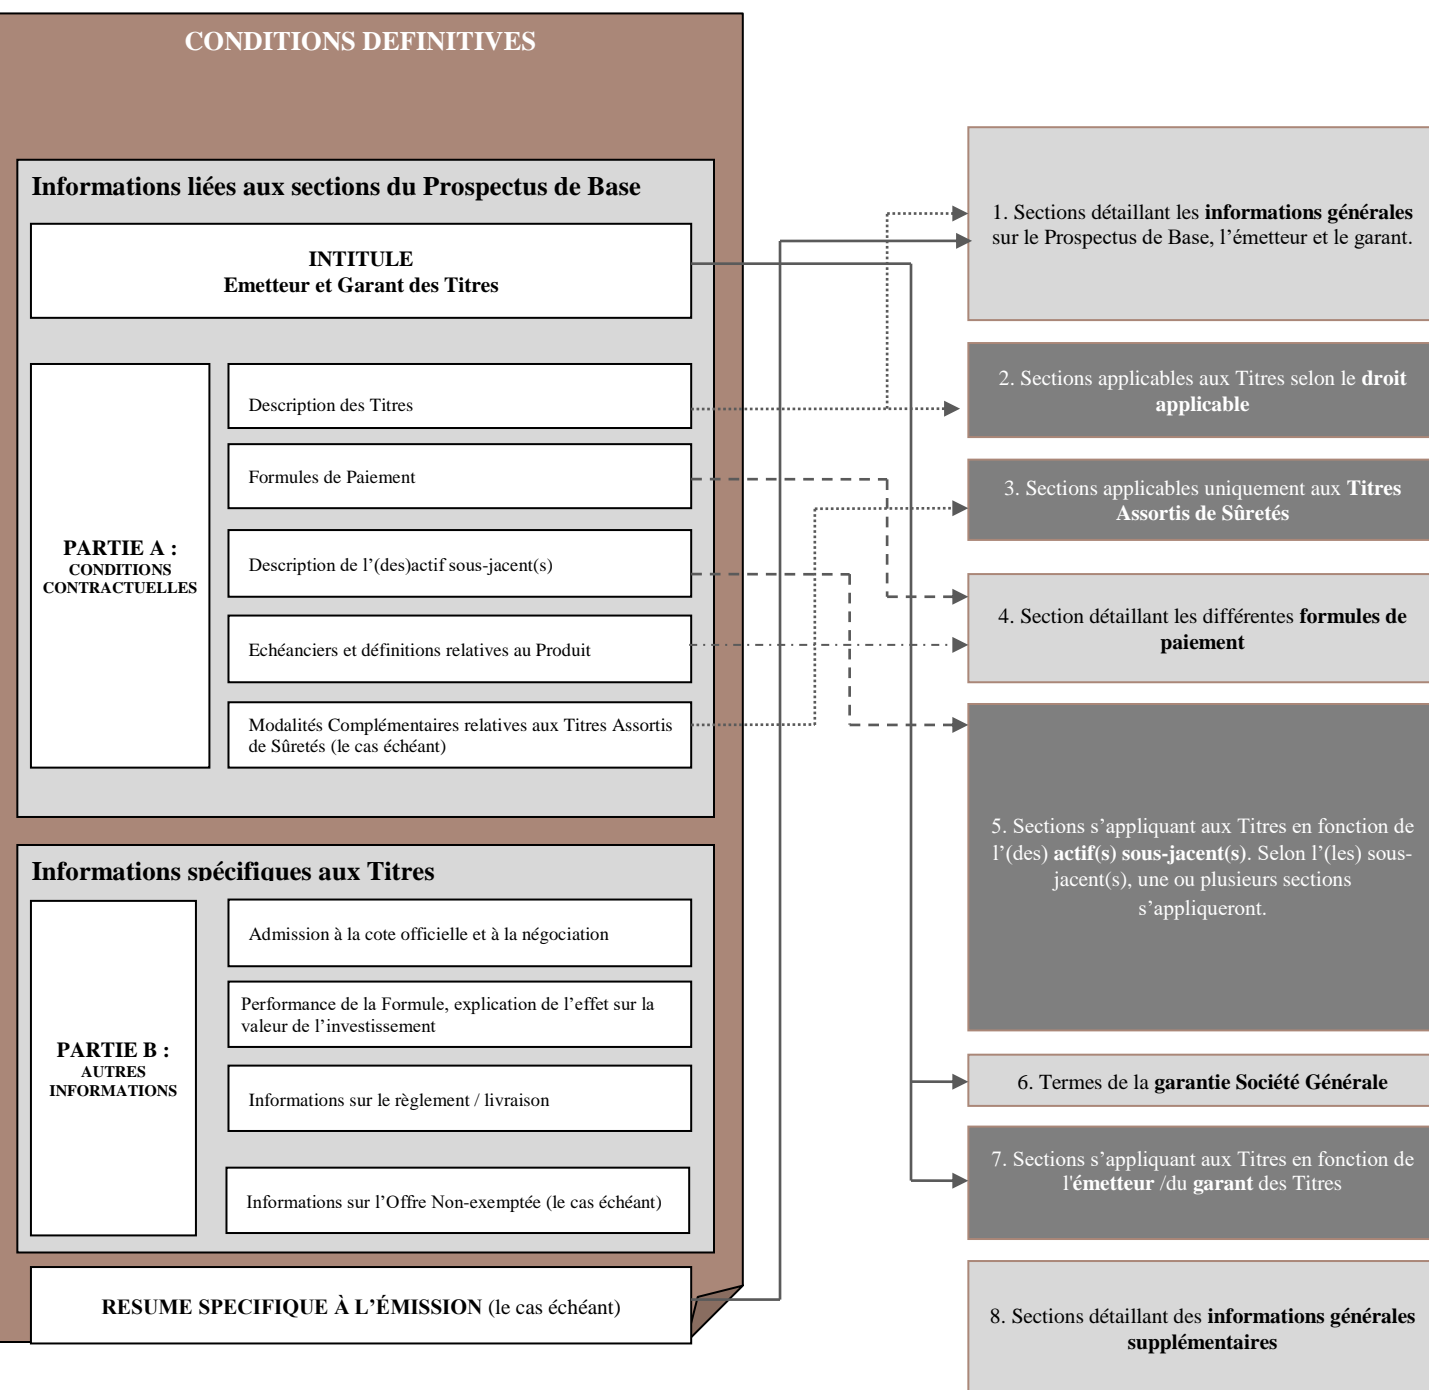 CONDITIONS DEFINITIVES
Informations liées aux sections du Prospectus de Base
INTITULE
Emetteur et Garant des Titres
PARTIE A :
CONDITIONS
CONTRACTUELLES
Description des Titres
Formules de Paiement
Description de l’(des)actif sous-jacent(s)
Echéanciers et définitions relatives au Produit
Modalités Complémentaires relatives aux Titres Assortis
de Sûretés (le cas échéant)
Informations spécifiques aux Titres
PARTIE B :
AUTRES
INFORMATIONS
Admission à la cote officielle et à la négociation
Performance de la Formule, explication de l’effet sur la
valeur de l’investissement
Informations sur le règlement / livraison
Informations sur l’Offre Non-exemptée (le cas échéant)
RESUME SPECIFIQUE À L’ÉMISSION (le cas échéant)
1. Sections détaillant les informations générales
sur le Prospectus de Base, l’émetteur et le garant.
2. Sections applicables aux Titres selon le droit
applicable
3. Sections applicables uniquement aux Titres
Assortis de Sûretés
4. Section détaillant les différentes formules de
paiement
5. Sections s’appliquant aux Titres en fonction de
l’(des) actif(s) sous-jacent(s). Selon l’(les) sous-
jacent(s), une ou plusieurs sections
s’appliqueront.
6. Termes de la garantie Société Générale
7. Sections s’appliquant aux Titres en fonction de
l'émetteur /du garant des Titres
8. Sections détaillant des informations générales
supplémentaires